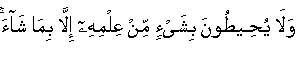 وَلَا يُحِيطُونَ بِشَىْءٍ مِّنْ عِلْمِهِۦٓ إِلَّا بِمَا شَآءَ ۚ